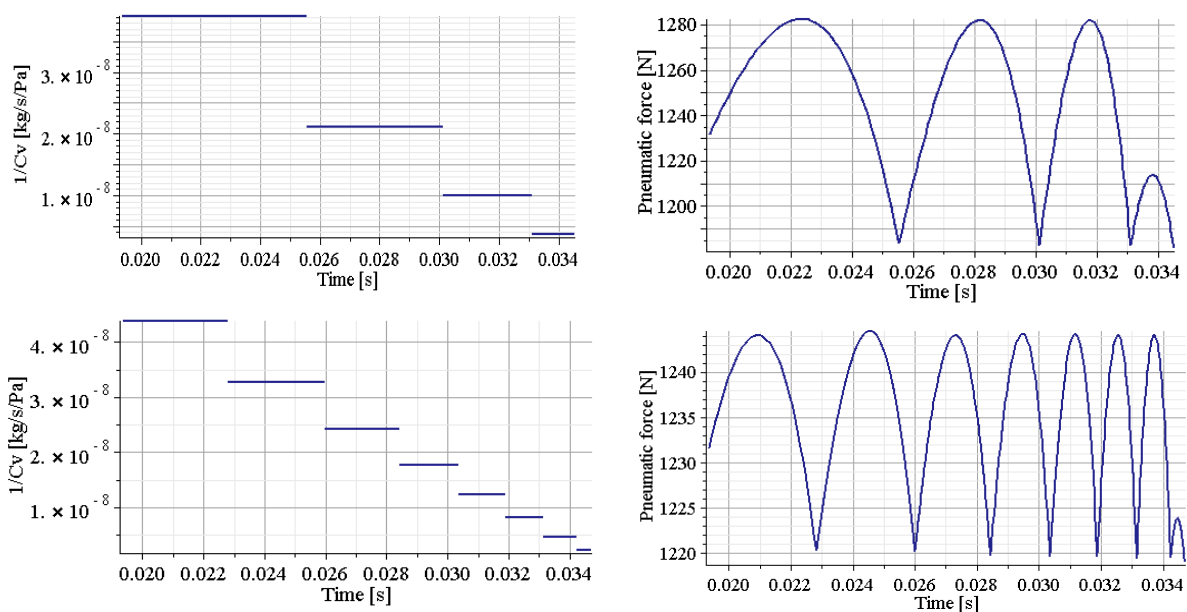 1/Cv [kg/s/Pa]
3. × 10 -8
2. × 10 -8
1. × 10 -8
0.020 0.022 0.024 0.026 0.028 0.030 0.032 0.034
Time [s]
Pneumatic force [N]
1280
1260
1240
1220
1200
0.020 0.022 0.024 0.026 0.028 0.030 0.032 0.034
Time [s]
1/Cv [kg/s/Pa]
4. × 10 -8
3. × 10 -8
2. × 10 -8
1. × 10 -8
0.020 0.022 0.024 0.026 0.028 0.030 0.032 0.034
Time [s]
Pneumatic force [N]
1240
1235
1230
1225
1220
0.020 0.022 0.024 0.026 0.028 0.030 0.032 0.034
Time [s]